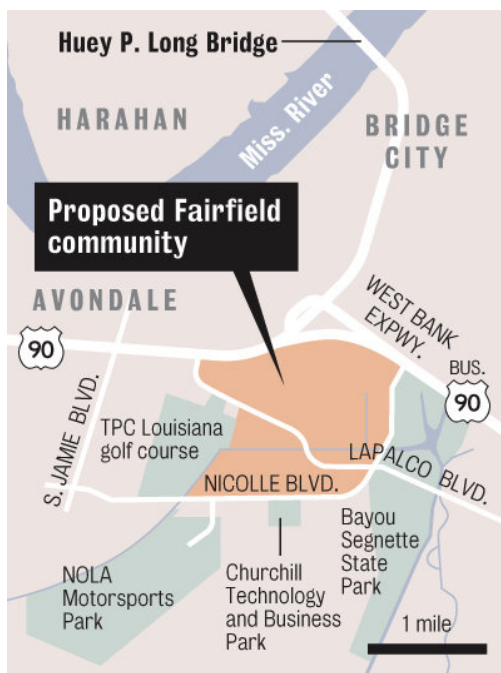 Huey P. Long Bridge
HARAHAN
Miss. River
BRIDGE
CITY
Proposed Fairfield
community
AVONDALE
WEST BANK
EXPWY.
90
BUS.
90
S. JAMIE BLVD.
TPC Louisiana
golf course
LAPALCO BLVD.
NICOLLE BLVD.
Bayou
Segnette
State
Park
NOLA
Motorsports
Park
Churchill
Technology
and Business
Park
1 mile